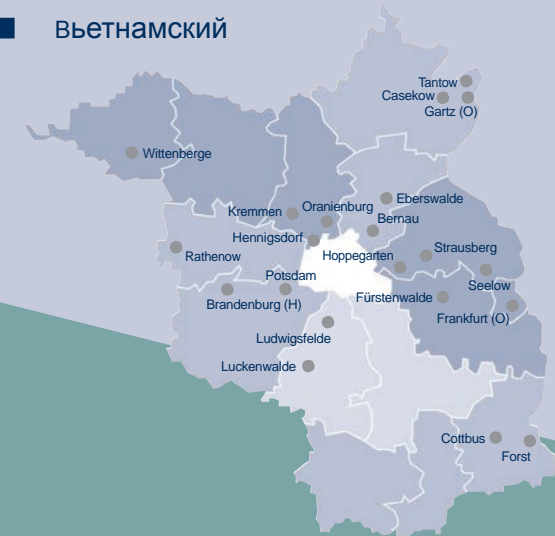 Вьетнамский
Tantow
Casekow
Gartz (O)
Wittenberge
Eberswalde
Kremmen
Oranienburg
Bernau
Hennigsdorf
Strausberg
Rathenow
Hoppegarten
Potsdam
Seelow
Brandenburg (H)
Fürstenwalde
Frankfurt (O)
Ludwigsfelde
Luckenwalde
Cottbus
Forst